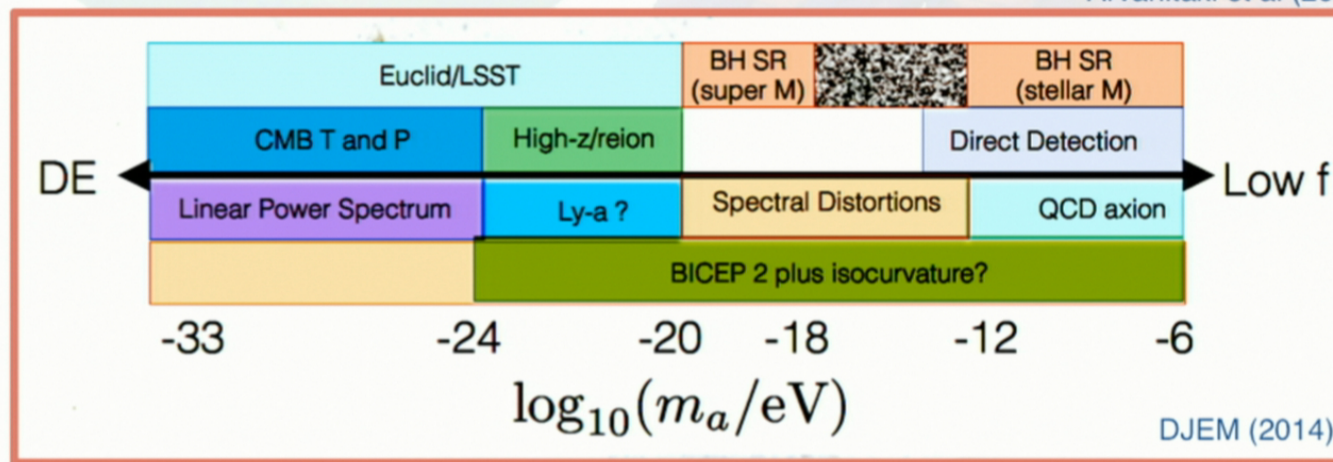 Euclid/LSST
BH SR
(super M)
BH SR
(stellar M)
CMB T and P
High-z/reion
Direct Detection
DE
Low f
Linear Power Spectrum
Ly-a ?
Spectral Distortions
QCD axion
BICEP 2 plus isocurvature?
-33 -24 -20 -18 -12 -6
log₁₀(mₐ/eV)
DJEM (2014)